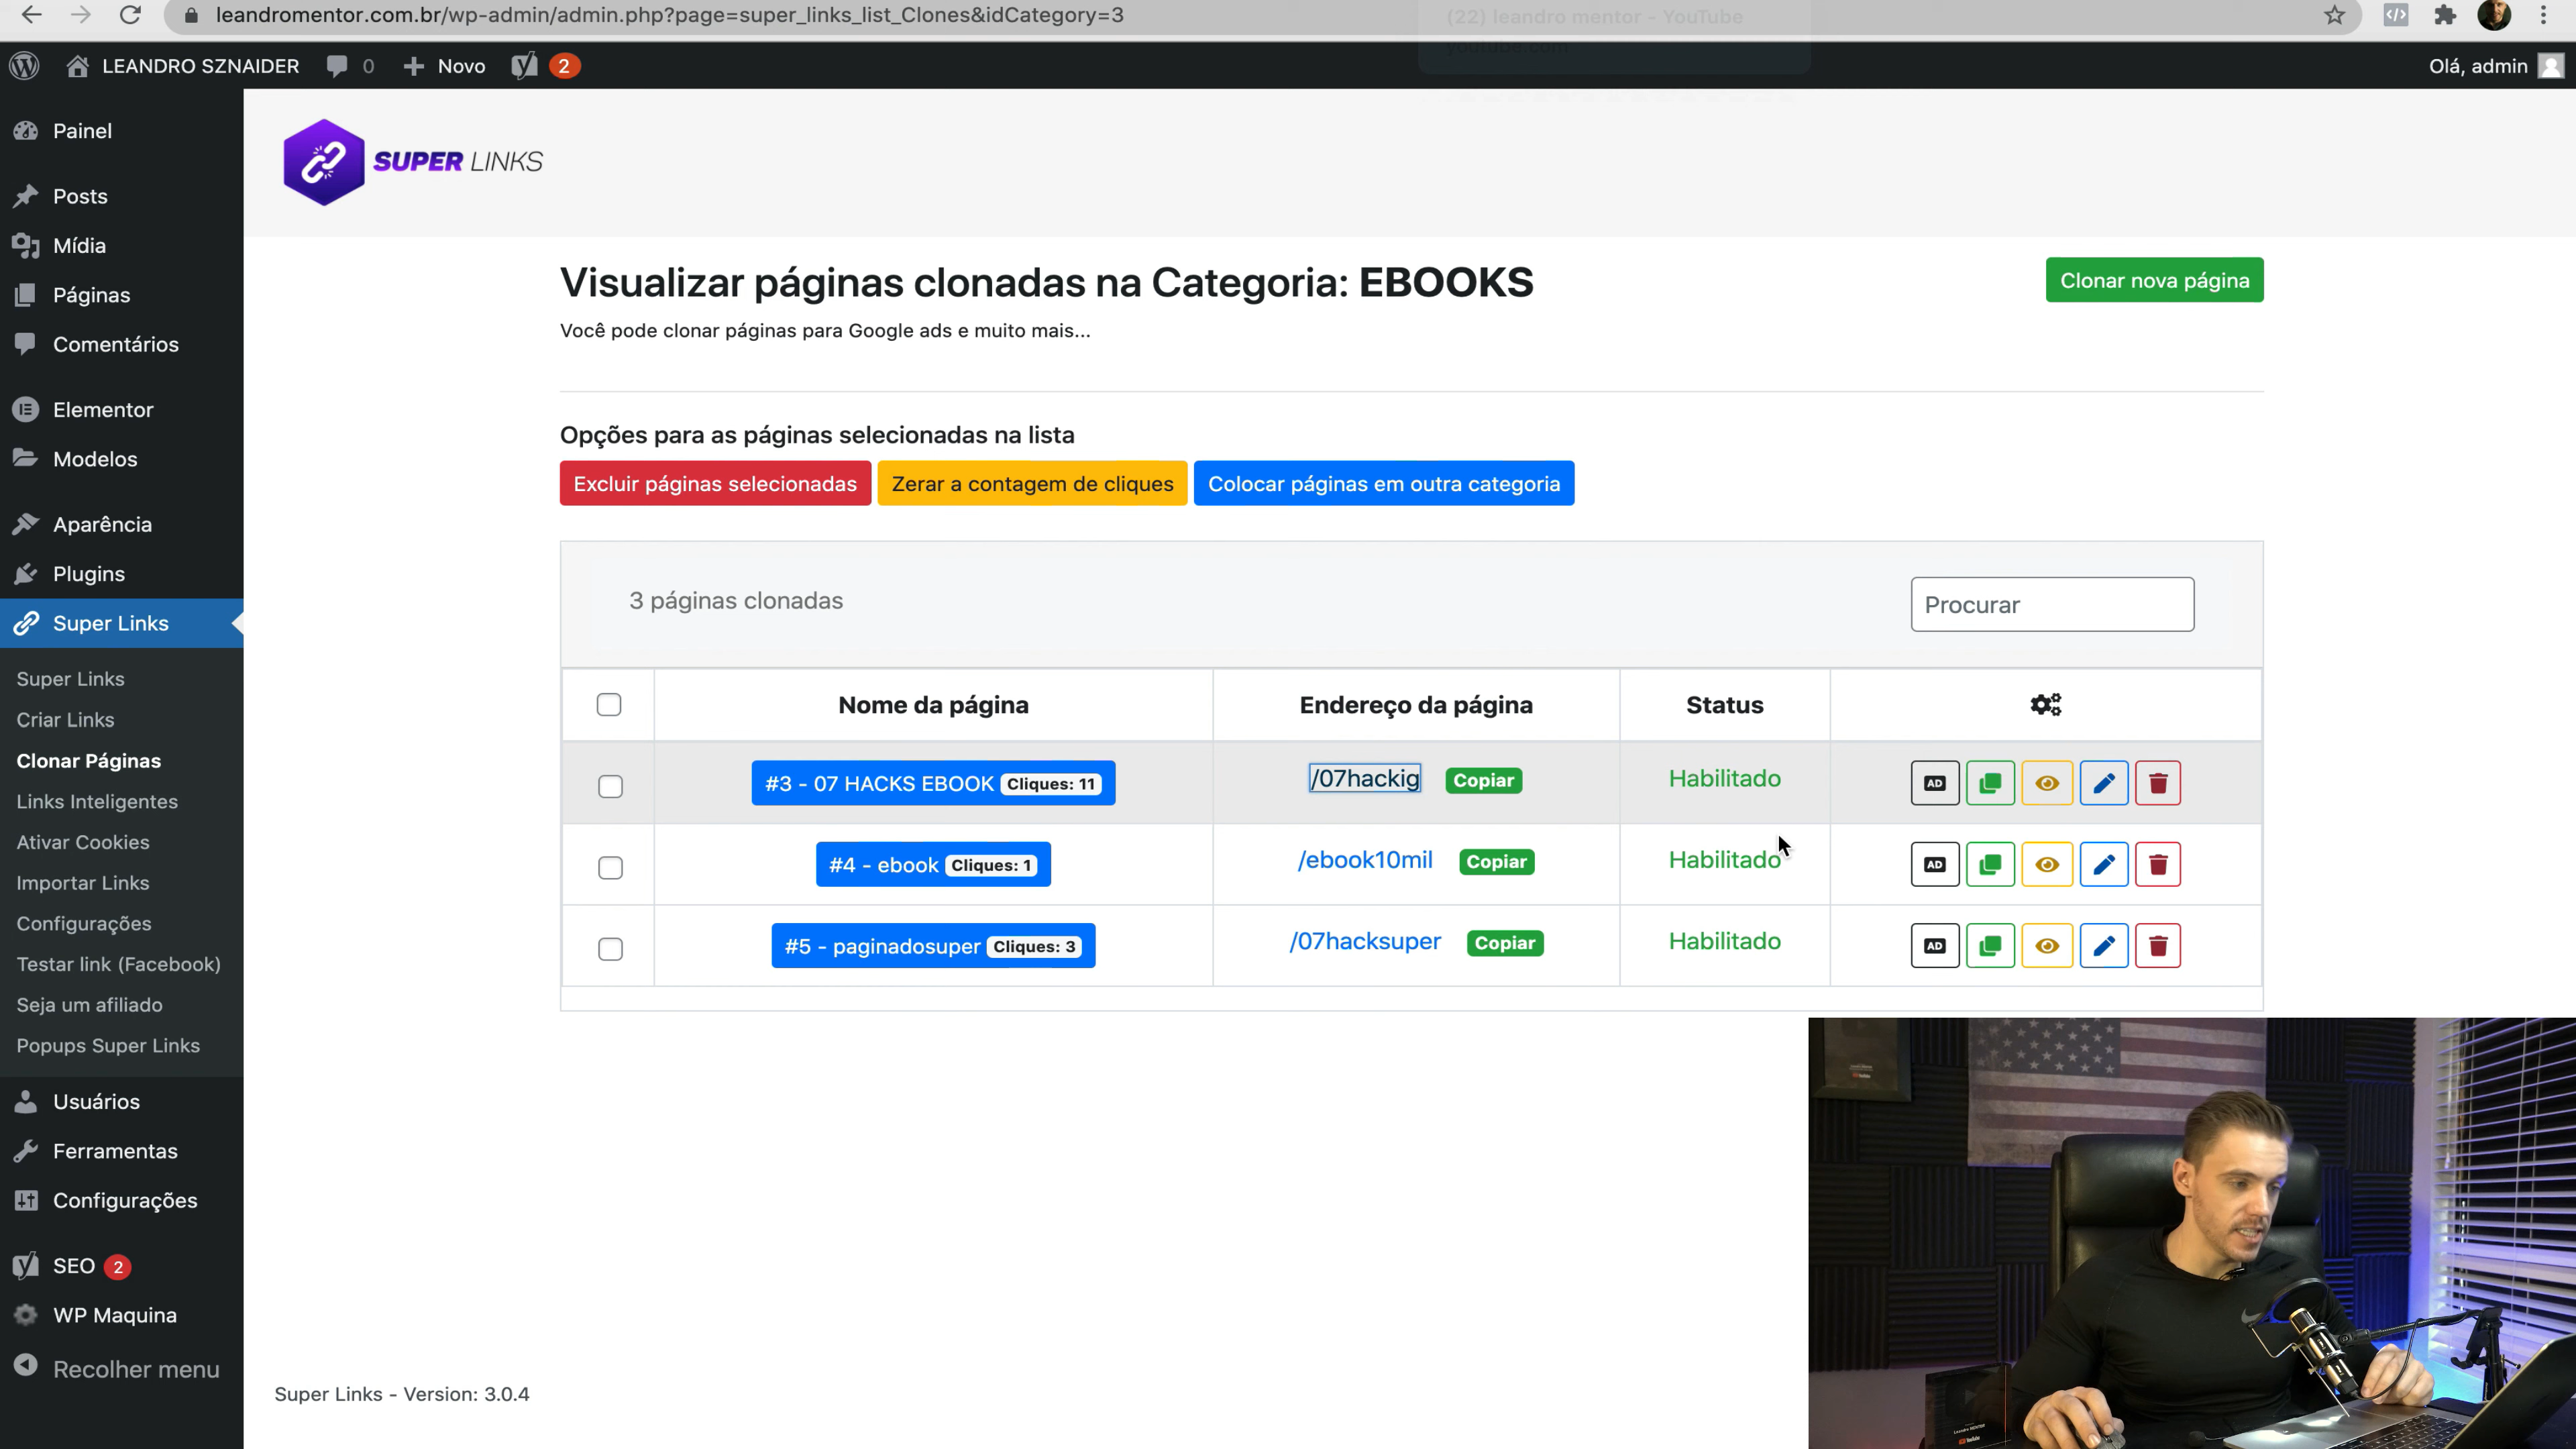 leandromentor.com.br/wp-admin/admin.php?page=super_links_list_Clones&idCategory=3
(22) leandro mentor - YouTube
youtube.com
LEANDRO SZNAIDER
0
Novo
2
Olá, admin
Painel
Posts
Mídia
Páginas
Comentários
Elementor
Modelos
Aparência
Plugins
Super Links
Super Links
Criar Links
Clonar Páginas
Links Inteligentes
Ativar Cookies
Importar Links
Configurações
Testar link (Facebook)
Seja um afiliado
Popups Super Links
Usuários
Ferramentas
Configurações
SEO 2
WP Maquina
Recolher menu
SUPER LINKS
Visualizar páginas clonadas na Categoria: EBOOKS
Clonar nova página
Você pode clonar páginas para Google ads e muito mais...
Opções para as páginas selecionadas na lista
Excluir páginas selecionadas
Zerar a contagem de cliques
Colocar páginas em outra categoria
3 páginas clonadas
Procurar
Nome da página
Endereço da página
Status
#3 - 07 HACKS EBOOK Cliques: 11
/07hackig
Copiar
Habilitado
AD
#4 - ebook Cliques: 1
/ebook10mil
Copiar
Habilitado
AD
#5 - paginadosuper Cliques: 3
/07hacksuper
Copiar
Habilitado
AD
Super Links - Version: 3.0.4